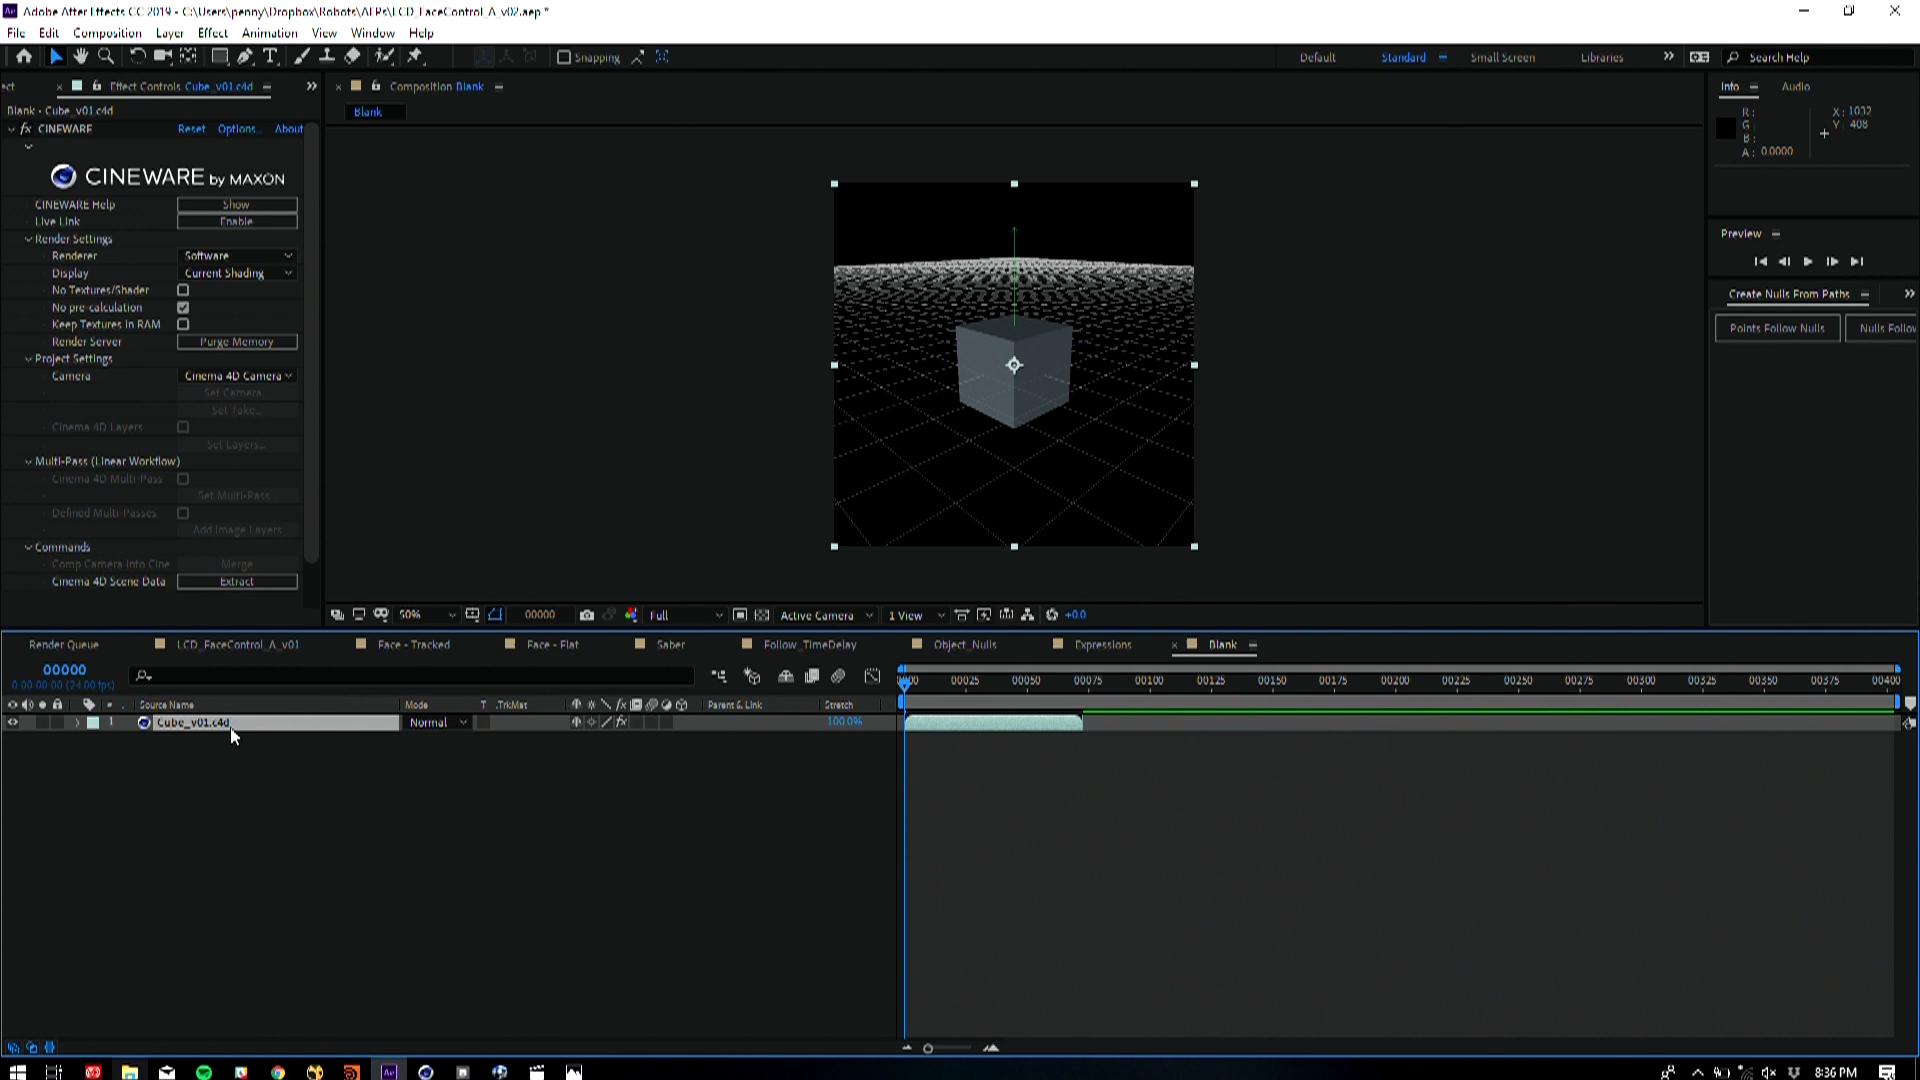 Adobe After Effects CC 2019 - C:\Users\penny\Dropbox\Robots\AEPs\LCD_FaceControl_A_v02.aep *
File Edit Composition Layer Effect Animation View Window Help
Snapping
Default Standard Small Screen Libraries Search Help
Effect Controls Cube_v01.c4d
Composition Blank
Info Audio
Blank • Cube_v01.c4d
Blank
R:
G
B:
A: 0.0000
X: 1032
Y 408
fx CINEWARE Reset Options... About
CINEWARE by MAXON
CINEWARE Help Show
Live Link Enable
Render Settings
Renderer Software
Display Current Shading
No Textures/Shader
No pre-calculation
Keep Textures in RAM
Render Server Purge Memory
Project Settings
Camera Cinema 4D Camera
Set Camera...
Set Take...
Cinema 4D Layers
Set Layers...
Multi-Pass (Linear Workflow)
Cinema 4D Multi-Pass
Set Multi-Pass
Defined Multi-Passes
Add Image Layers
Commands
Comp Camera into Cine Merge
Cinema 4D Scene Data Extract
Preview
Create Nulls From Paths
Points Follow Nulls Nulls Follow
50% 00000 Full Active Camera 1 View +0.0
Render Queue LCD_FaceControl_A_v01 Face - Tracked Face - Flat Saber Follow_TimeDelay Object_Nulls Expressions Blank
00000
0:00:00:00 (24.00 fps)
00025 00050 00075 00100 00125 00150 00175 00200 00225 00250 00275 00300 00325 00350 00375 00400
Source Name Mode T .TrkMat Parent & Link Stretch
1 Cube_v01.c4d Normal 100.0%
8:36 PM